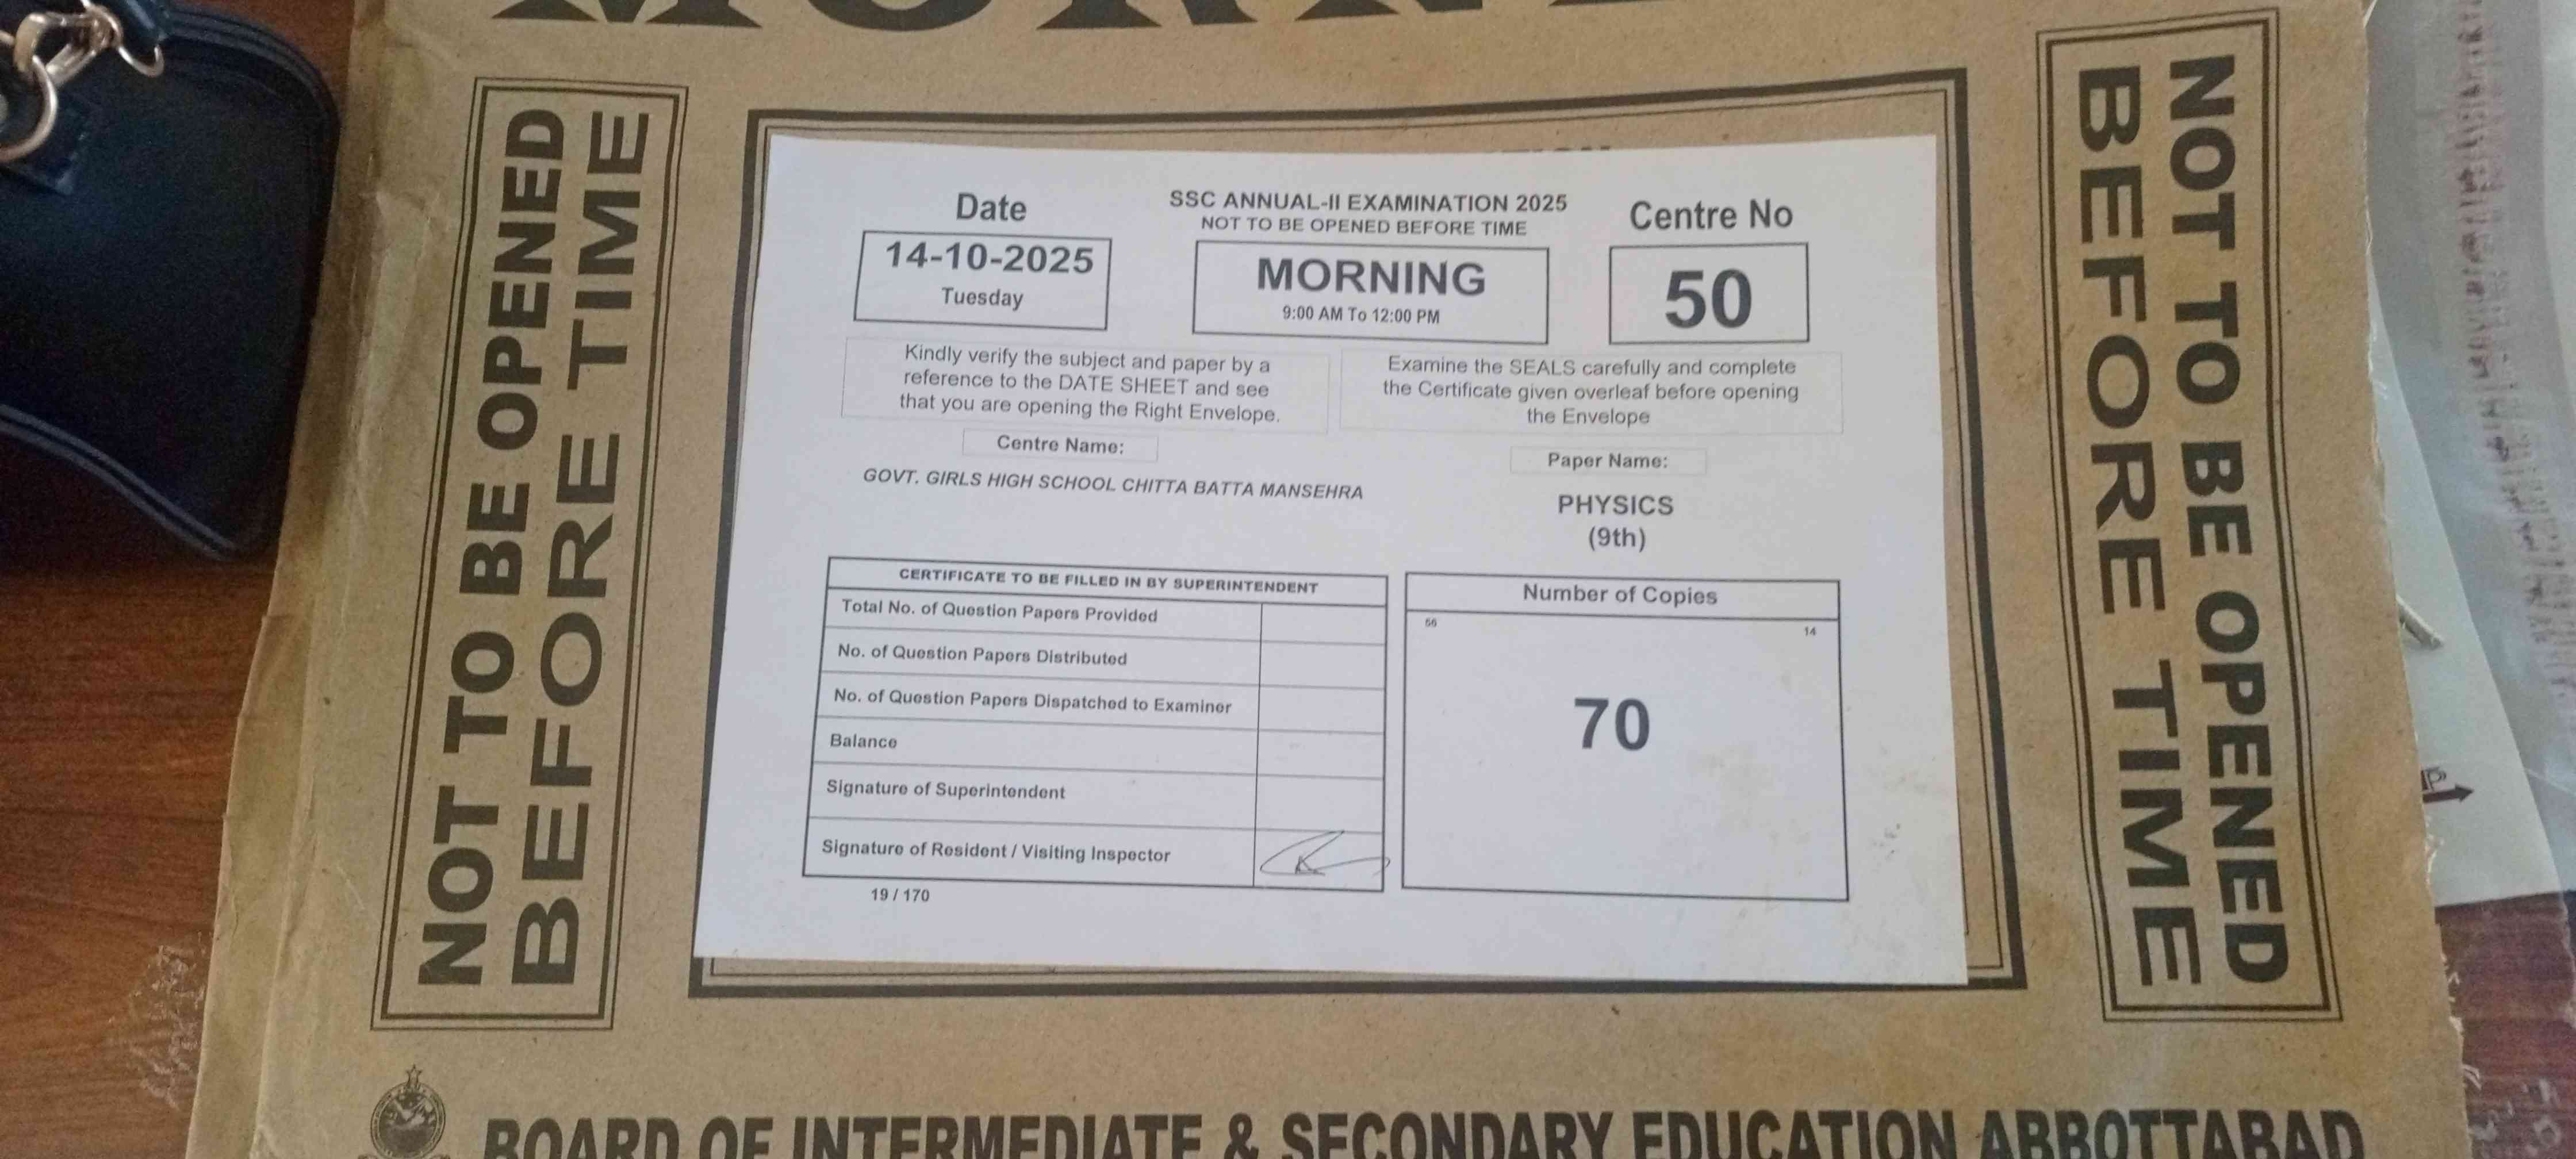 NOT TO BE OPENED
BEFORE TIME
Date
14-10-2025
Tuesday
SSC ANNUAL-II EXAMINATION 2025
NOT TO BE OPENED BEFORE TIME
MORNING
9:00 AM To 12:00 PM
Centre No
50
Kindly verify the subject and paper by a
reference to the DATE SHEET and see
that you are opening the Right Envelope.
Examine the SEALS carefully and complete
the Certificate given overleaf before opening
the Envelope
Centre Name:
GOVT. GIRLS HIGH SCHOOL CHITTA BATTA MANSEHRA
Paper Name:
PHYSICS
(9th)
CERTIFICATE TO BE FILLED IN BY SUPERINTENDENT
Total No. of Question Papers Provided
No. of Question Papers Distributed
No. of Question Papers Dispatched to Examiner
Balance
Signature of Superintendent
Signature of Resident / Visiting Inspector
19 / 170
Number of Copies
56
14
70
NOT TO BE OPENED
BEFORE TIME
BOARD OF INTERMEDIATE & SECONDARY EDUCATION ABBOTTABAD